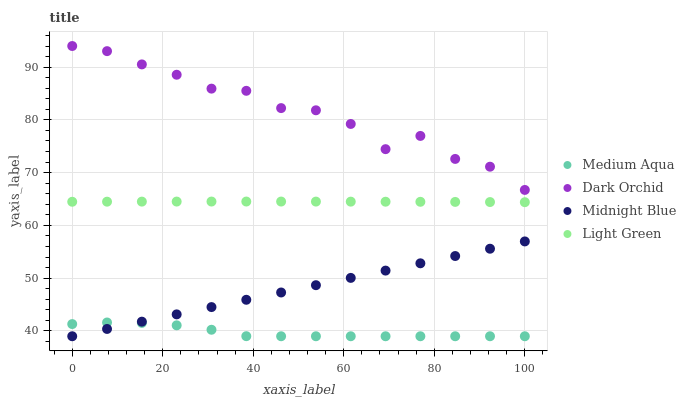 title
yaxis_label
90
80
70
60
50
40
0
20
40
60
80
100
xaxis_label
Medium Aqua
Dark Orchid
Midnight Blue
Light Green